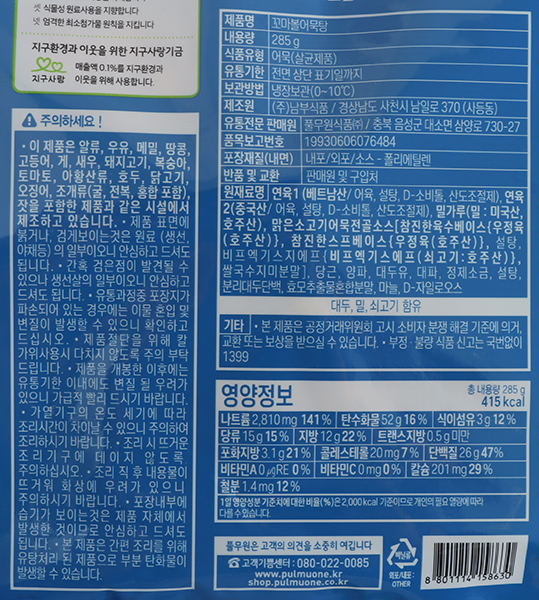 셋 식물성 원료사용을 지향합니다
넷 엄격한 최소첨가물 원칙을 지킵니다
지구환경과 이웃을 위한 지구사랑기금
지구사랑
매출액 0.1%를 지구환경과
이웃을 위해 사용합니다.
주의하세요!
• 이 제품은 알류, 우유, 메밀, 땅콩,
고등어, 게, 새우, 돼지고기, 복숭아,
토마토, 아황산류, 호두, 닭고기,
오징어, 조개류(굴, 전복, 홍합 포함),
잣을 포함한 제품과 같은 시설에서
제조하고 있습니다. • 제품 표면에
붉거나, 검게보이는것은 원료 (생선,
야채등) 의 일부이오니 안심하고 드셔도
됩니다. • 간혹 검은점이 발견될 수
있으나 생선살의 일부이오니 안심하고
드셔도 됩니다. • 유통과정중 포장지가
파손되어 있는 경우에는 이물 혼입 및
변질이 발생할 수 있으니 확인하고
드십시오. • 제품절단을 위해 칼,
가위사용시 다치지 않도록 주의 부탁
드립니다. • 제품을 개봉한 이후에는
유통기한 이내에도 변질 될 우려가
있으니 가급적 빨리 드시기 바랍니다.
• 가열기구의 온도 세기에 따라
조리시간이 차이날 수 있으니 주의하여
조리하시기 바랍니다. • 조리 시 뜨거운
조리기구에 데이지 않도록
주의하십시오. • 조리 직 후 내용물이
뜨거워 화상에 우려가 있으니
주의하시기 바랍니다. • 포장내부에
습기가 보이는것은 제품 자체에서
발생한 것이므로 안심하고 드셔도
됩니다. • 본 제품은 간편 조리를 위해
유탕처리 된 제품으로 부분 탄화물이
발생할 수 있습니다.
제품명 꼬마볼어묵탕
내용량 285 g
식품유형 어묵(살균제품)
유통기한 전면 상단 표기일까지
보관방법 냉장보관(0~10℃)
제조원 (주)남부식품 / 경상남도 사천시 남일로 370 (사등동)
유통전문 판매원 풀무원식품㈜ / 충북 음성군 대소면 삼양로 730-27
품목보고번호 19930606076484
포장재질(내면) 내포/외포/소스 - 폴리에틸렌
반품 및 교환 판매원 및 구입처
원재료명 연육1 (베트남산/ 어육, 설탕, D-소비톨, 산도조절제), 연육
2(중국산/ 어육, 설탕, D-소비톨, 산도조절제), 밀가루(밀 : 미국산,
호주산), 맑은소고기어묵전골소스[참진한육수베이스(우정육
(호주산)}, 참진한스프베이스{우정육(호주산)}, 설탕,
비프엑기스지에프 {비프엑기스에프(쇠고기:호주산)},
쌀국수지미분말], 당근, 양파, 대두유, 대파, 정제소금, 설탕,
분리대두단백, 효모추출물혼합분말, 마늘, D-자일로오스
대두, 밀, 쇠고기 함유
기타 • 본 제품은 공정거래위원회 고시 소비자 분쟁 해결 기준에 의거,
교환 또는 보상을 받으실 수 있습니다. • 부정·불량 식품 신고는 국번없이
1399
영양정보
총 내용량 285 g
415 kcal
나트륨 2,810 mg 141 % 탄수화물 52 g 16 % 식이섬유 3 g 12 %
당류 15 g 15 % 지방 12 g 22 % 트랜스지방 0.5 g 미만
포화지방 3.1 g 21 % 콜레스테롤 20 mg 7 % 단백질 26 g 47 %
비타민A 0 μg RE 0 % 비타민C 0 mg 0 % 칼슘 201 mg 29 %
철분 1.4 mg 12 %
1일 영양성분 기준치에 대한 비율(%)은 2,000 kcal 기준이므로 개인의 필요 열량에 따라
다를 수 있습니다.
풀무원은 고객의 의견을 소중히 여깁니다
고객기쁨센터 : 080-022-0085
www.pulmuone.kr
shop.pulmuone.co.kr
비닐류
외포/내포 :
OTHER
8 801114 158630